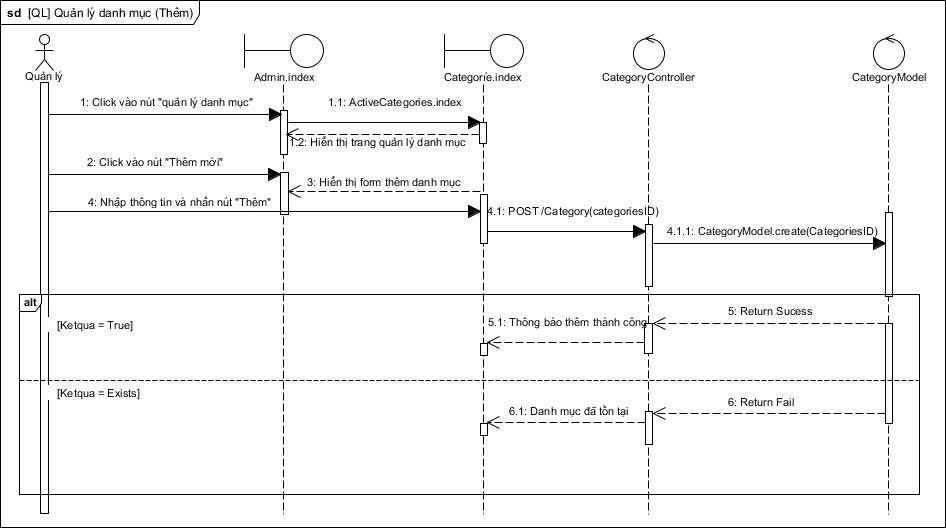 sd [QL] Quản lý danh mục (Thêm)
Quản lý
Admin.index
Categorie.index
CategoryController
CategoryModel
1: Click vào nút "quản lý danh mục"
1.1: ActiveCategories.index
1.2: Hiển thị trang quản lý danh mục
2: Click vào nút "Thêm mới"
3: Hiển thị form thêm danh mục
4: Nhập thông tin và nhấn nút "Thêm"
4.1: POST /Category(categoriesID)
4.1.1: CategoryModel.create(CategoriesID)
alt
[Ketqua = True]
5: Return Sucess
5.1: Thông báo thêm thành công
[Ketqua = Exists]
6: Return Fail
6.1: Danh mục đã tồn tại